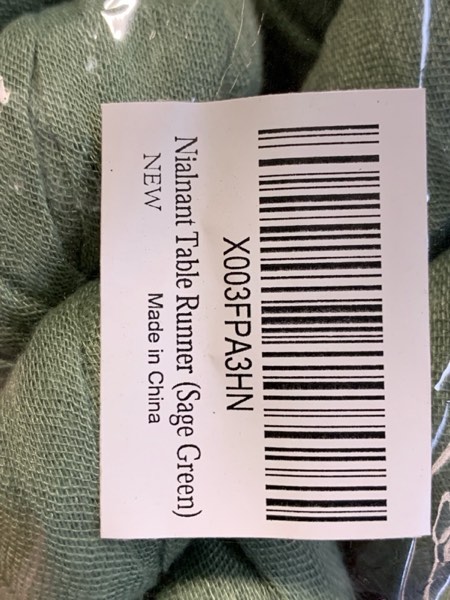 X003FPA3HN
Nialnant Table Runner (Sage Green)
NEW
Made in China